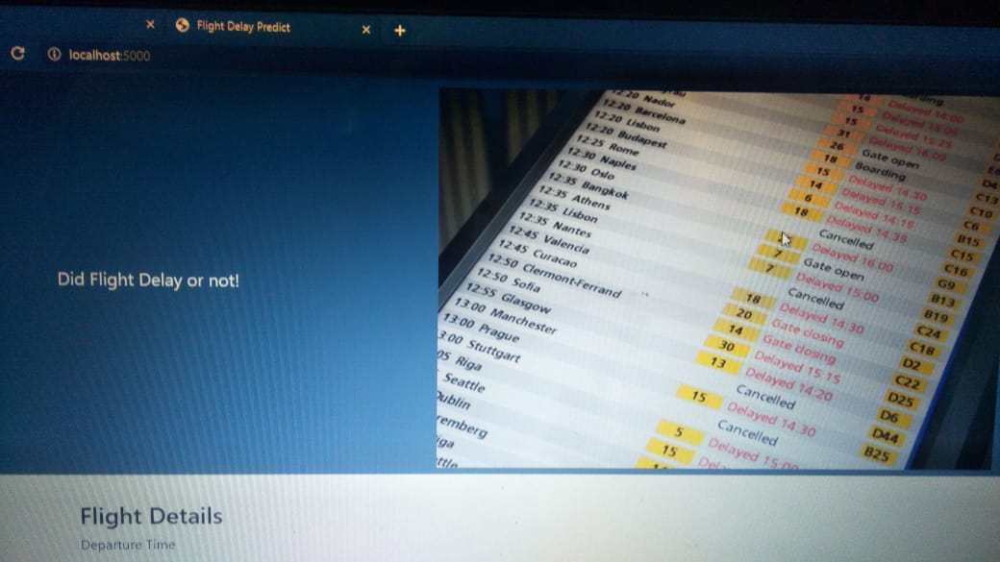 Flight Delay Predict
localhost:5000
Did Flight Delay or not!
12:20 Nador
12:20 Barcelona
12:20 Lisbon
12:20 Budapest
12:25 Rome
12:30 Naples
12:30 Oslo
12:35 Bangkok
12:35 Athens
12:35 Lisbon
12:35 Nantes
12:45 Valencia
12:45 Curacao
12:50 Clermont-Ferrand
12:50 Sofia
12:55 Glasgow
13:00 Manchester
13:00 Prague
3:00 Stuttgart
05 Riga
Seattle
ublin
remberg
iga
ttle
14 Delayed 14:00
15
15 Delayed 15:25
31 Delayed 16:09
26 Gate open
18 Boarding
15 Delayed 14:30
14 Delayed 15:15
6 Delayed 14:15
18 Delayed 14:35
Cancelled
Delayed 16:00
7 Gate open
7 Delayed 15:00
Cancelled
18 Delayed 14:30
20 Gate closing
14 Gate closing
30 Delayed 15:15
13 Delayed 14:20
Cancelled
15 Delayed 14:30
Cancelled
5 Delayed 15:00
15
D4
C13
C10
C6
B15
C15
C16
G9
B13
B19
C24
C18
D2
C22
D25
D6
D44
B25
Flight Details
Departure Time